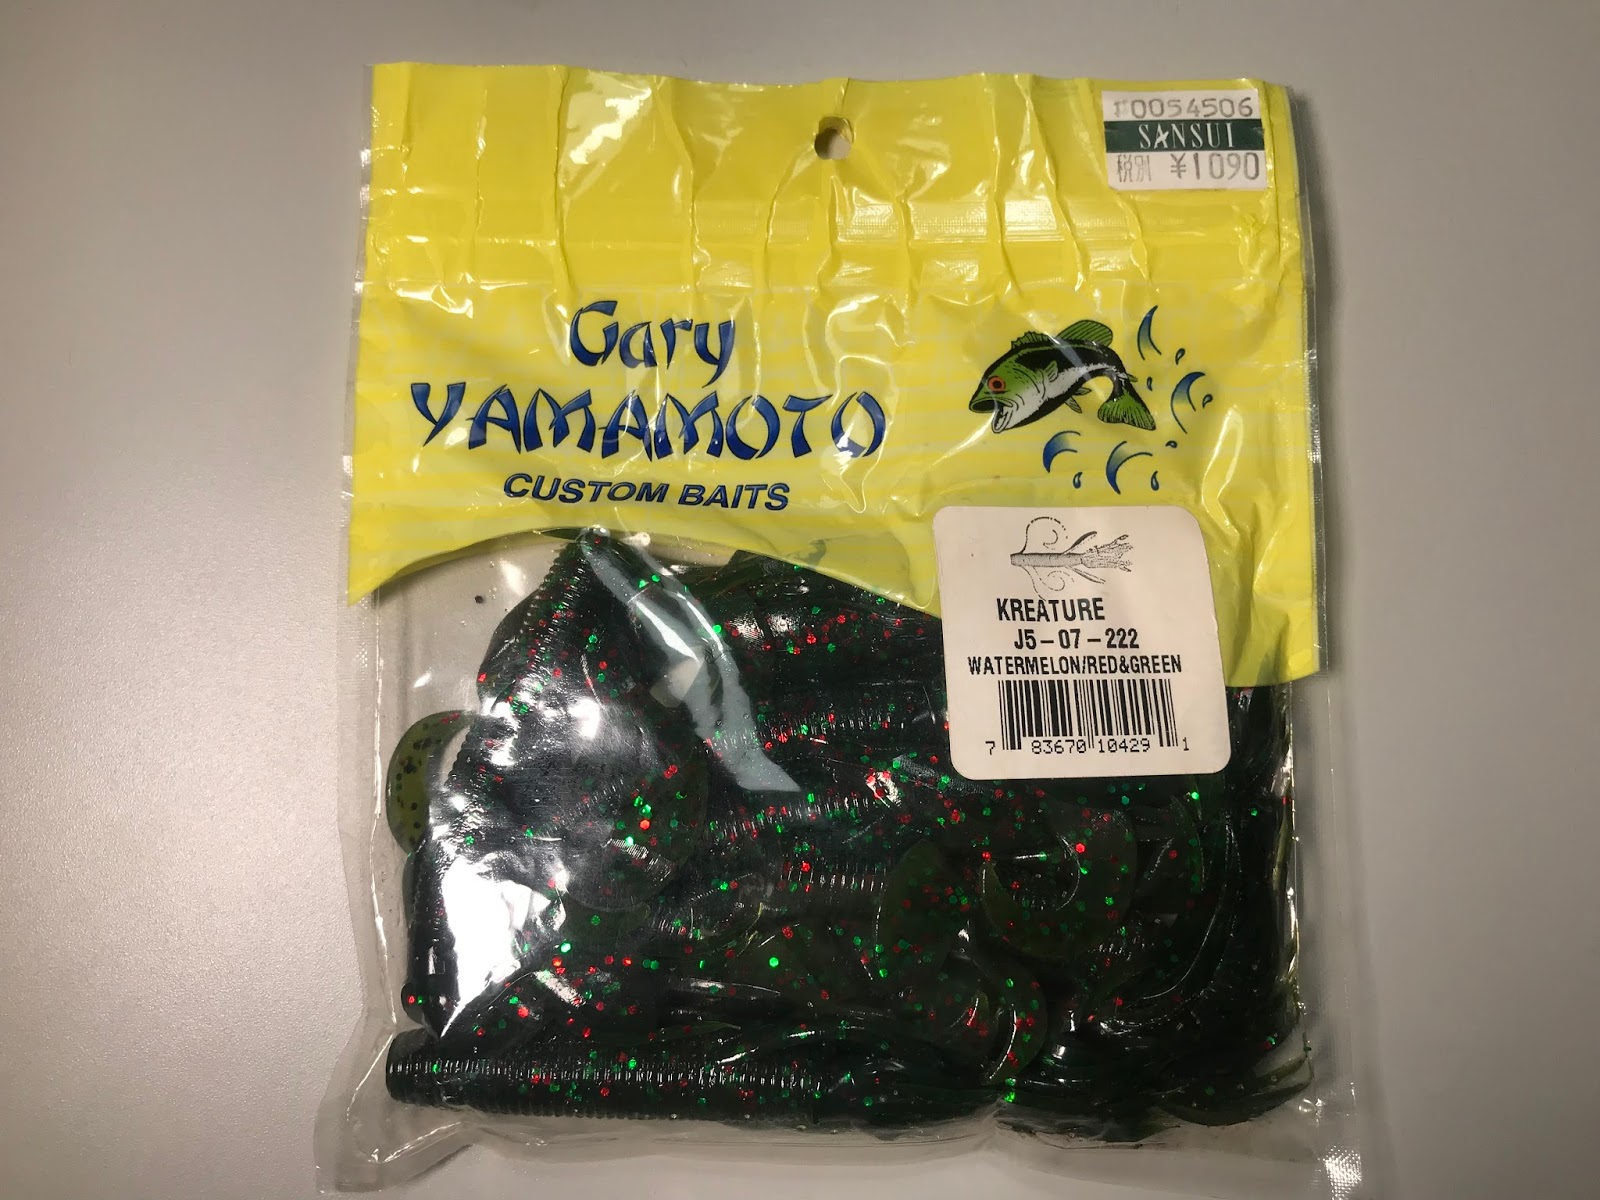 #0054506
SANSUI
税別 ¥1090
Gary
YAMAMOTO
CUSTOM BAITS
KREATURE
J5-07-222
WATERMELON/RED&GREEN
7 83670 10429 1